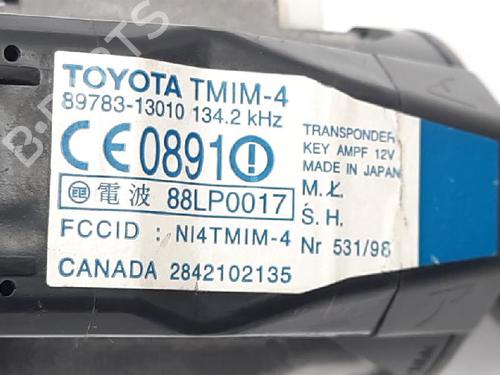 TOYOTA TMIM-4
89783-13010 134.2 kHz
CE0891!
電波 88LP0017
FCCID : NI4TMIM-4
CANADA 2842102135
TRANSPONDER
KEY AMPF 12V
MADE IN JAPAN
M.Ł.
Ś.H.
Nr 531/98
B-PARTS